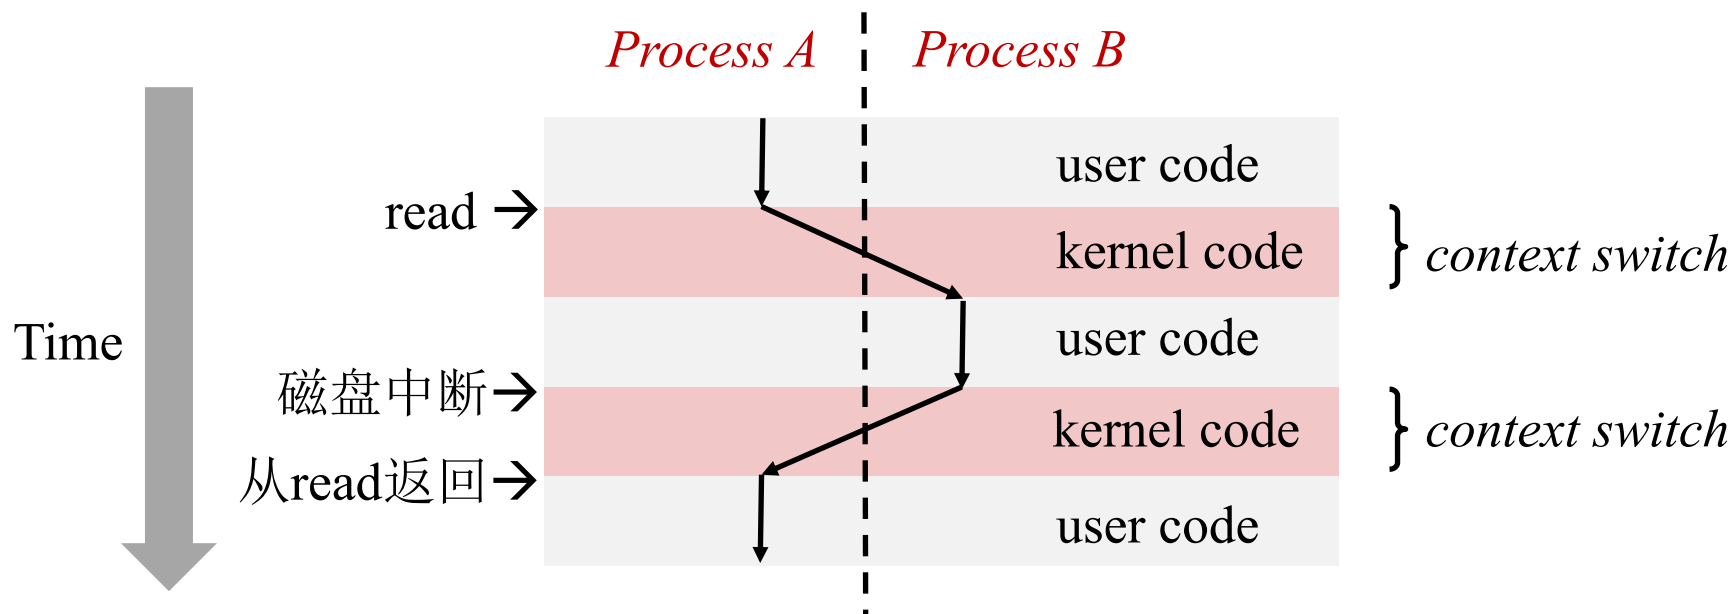 Process A
Process B
user code
read →
kernel code
} context switch
Time
user code
磁盘中断→
kernel code
} context switch
从read返回→
user code